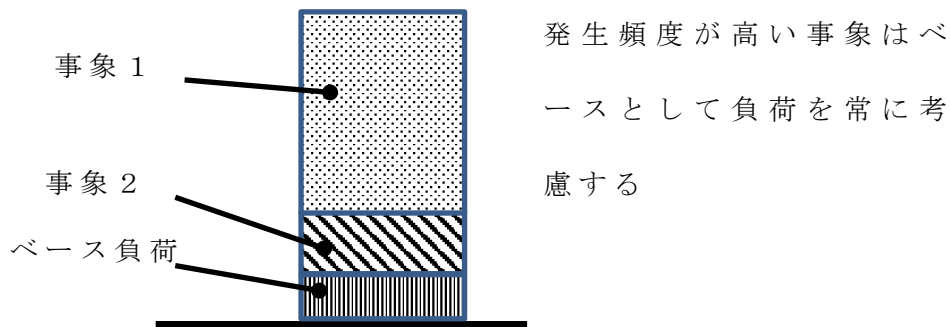 事象1
事象2
ベース負荷
発生頻度が高い事象はベ
ースとして負荷を常に考
慮する